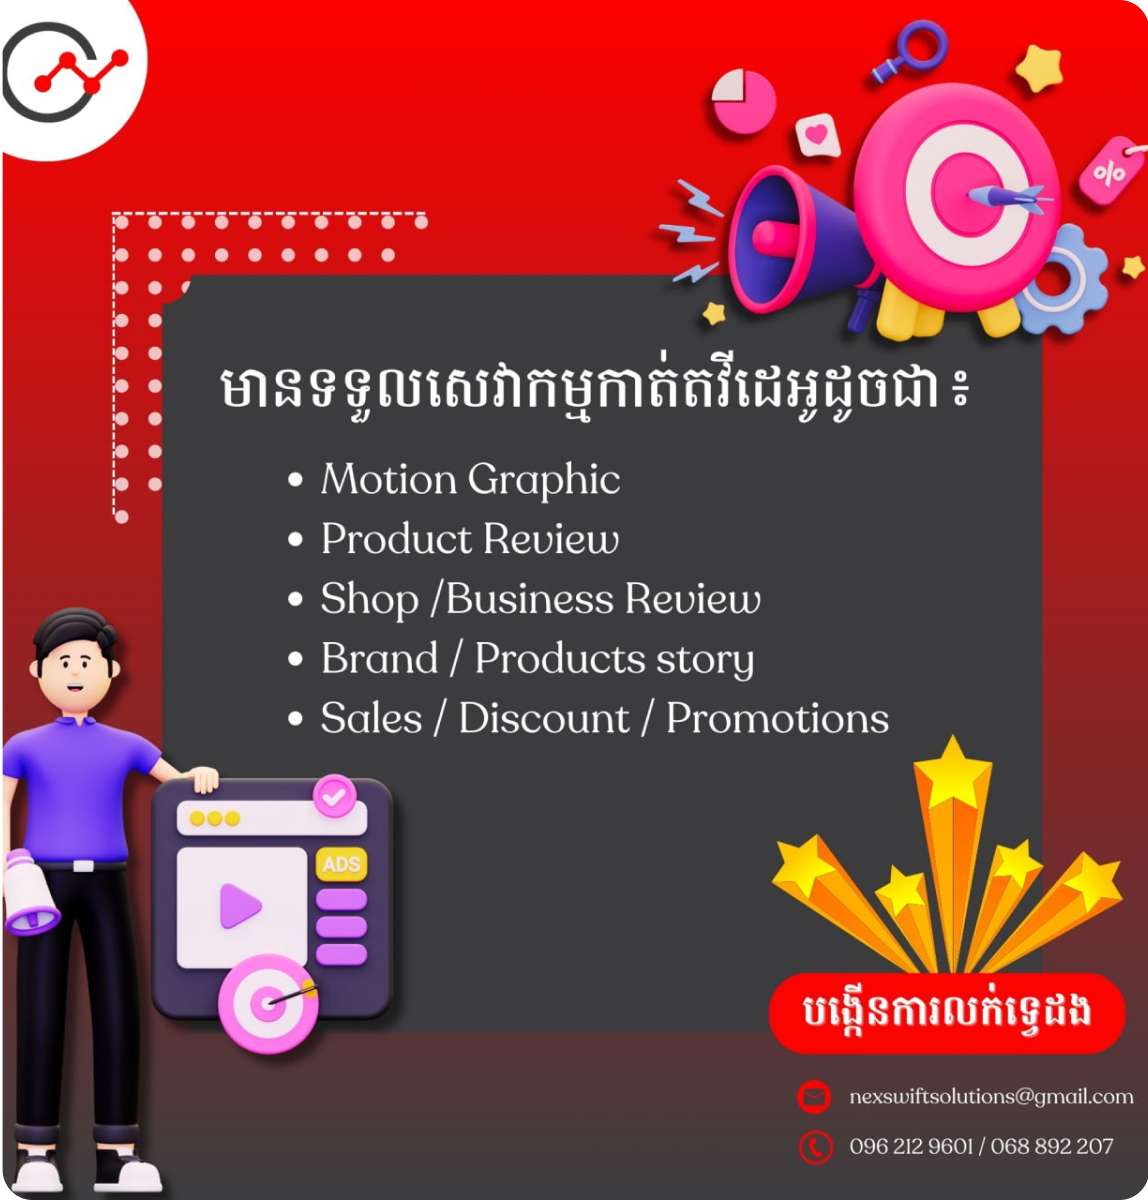 មានទទួលសេវាកម្មកាត់តវីដេអូដូចជា៖
• Motion Graphic
• Product Review
• Shop /Business Review
• Brand / Products story
• Sales / Discount / Promotions
%
ADS
បង្កើនការលក់ទ្វេដង
nexswiftsolutions@gmail.com
096 212 9601 / 068 892 207